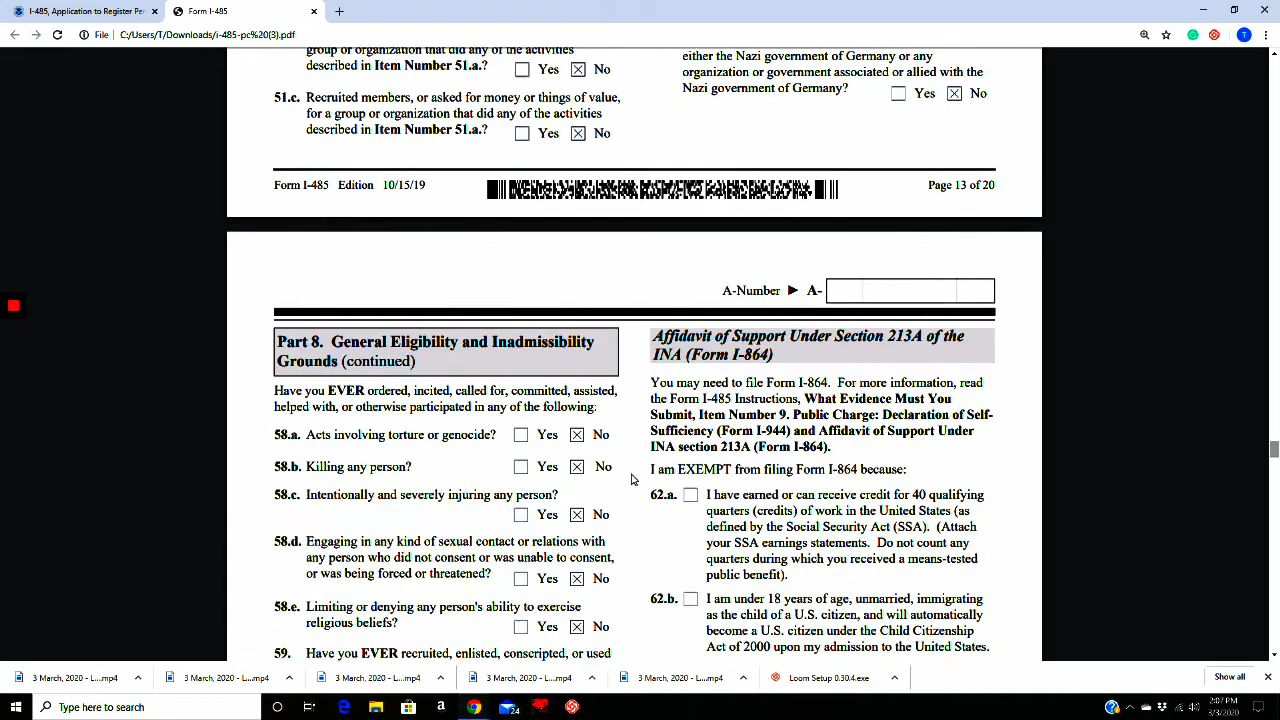 I-485, Application to Register Per
Form I-485
File
C:/Users/T/Downloads/i-485-pc%20(3).pdf
T
group or organization that did any of the activities
described in Item Number 51.a.?
Yes
No
51.c. Recruited members, or asked for money or things of value,
for a group or organization that did any of the activities
described in Item Number 51.a.?
Yes
No
either the Nazi government of Germany or any
organization or government associated or allied with the
Nazi government of Germany?
Yes
No
Form I-485 Edition 10/15/19
Page 13 of 20
A-Number ► A-
Part 8. General Eligibility and Inadmissibility
Grounds (continued)
Have you EVER ordered, incited, called for, committed, assisted,
helped with, or otherwise participated in any of the following:
58.a. Acts involving torture or genocide?
Yes
No
58.b. Killing any person?
Yes
No
58.c. Intentionally and severely injuring any person?
Yes
No
58.d. Engaging in any kind of sexual contact or relations with
any person who did not consent or was unable to consent,
or was being forced or threatened?
Yes
No
58.e. Limiting or denying any person's ability to exercise
religious beliefs?
Yes
No
59. Have you EVER recruited, enlisted, conscripted, or used
Affidavit of Support Under Section 213A of the
INA (Form I-864)
You may need to file Form I-864. For more information, read
the Form I-485 Instructions, What Evidence Must You
Submit, Item Number 9. Public Charge: Declaration of Self-
Sufficiency (Form I-944) and Affidavit of Support Under
INA section 213A (Form I-864).
I am EXEMPT from filing Form I-864 because:
62.a. I have earned or can receive credit for 40 qualifying
quarters (credits) of work in the United States (as
defined by the Social Security Act (SSA). (Attach
your SSA earnings statements. Do not count any
quarters during which you received a means-tested
public benefit).
62.b. I am under 18 years of age, unmarried, immigrating
as the child of a U.S. citizen, and will automatically
become a U.S. citizen under the Child Citizenship
Act of 2000 upon my admission to the United States.
3 March, 2020 - L....mp4
3 March, 2020 - L....mp4
3 March, 2020 - L....mp4
3 March, 2020 - L....mp4
3 March, 2020 - L....mp4
Loom Setup 0.30.4.exe
Show all
Type here to search
24
2:07 PM
3/3/2020